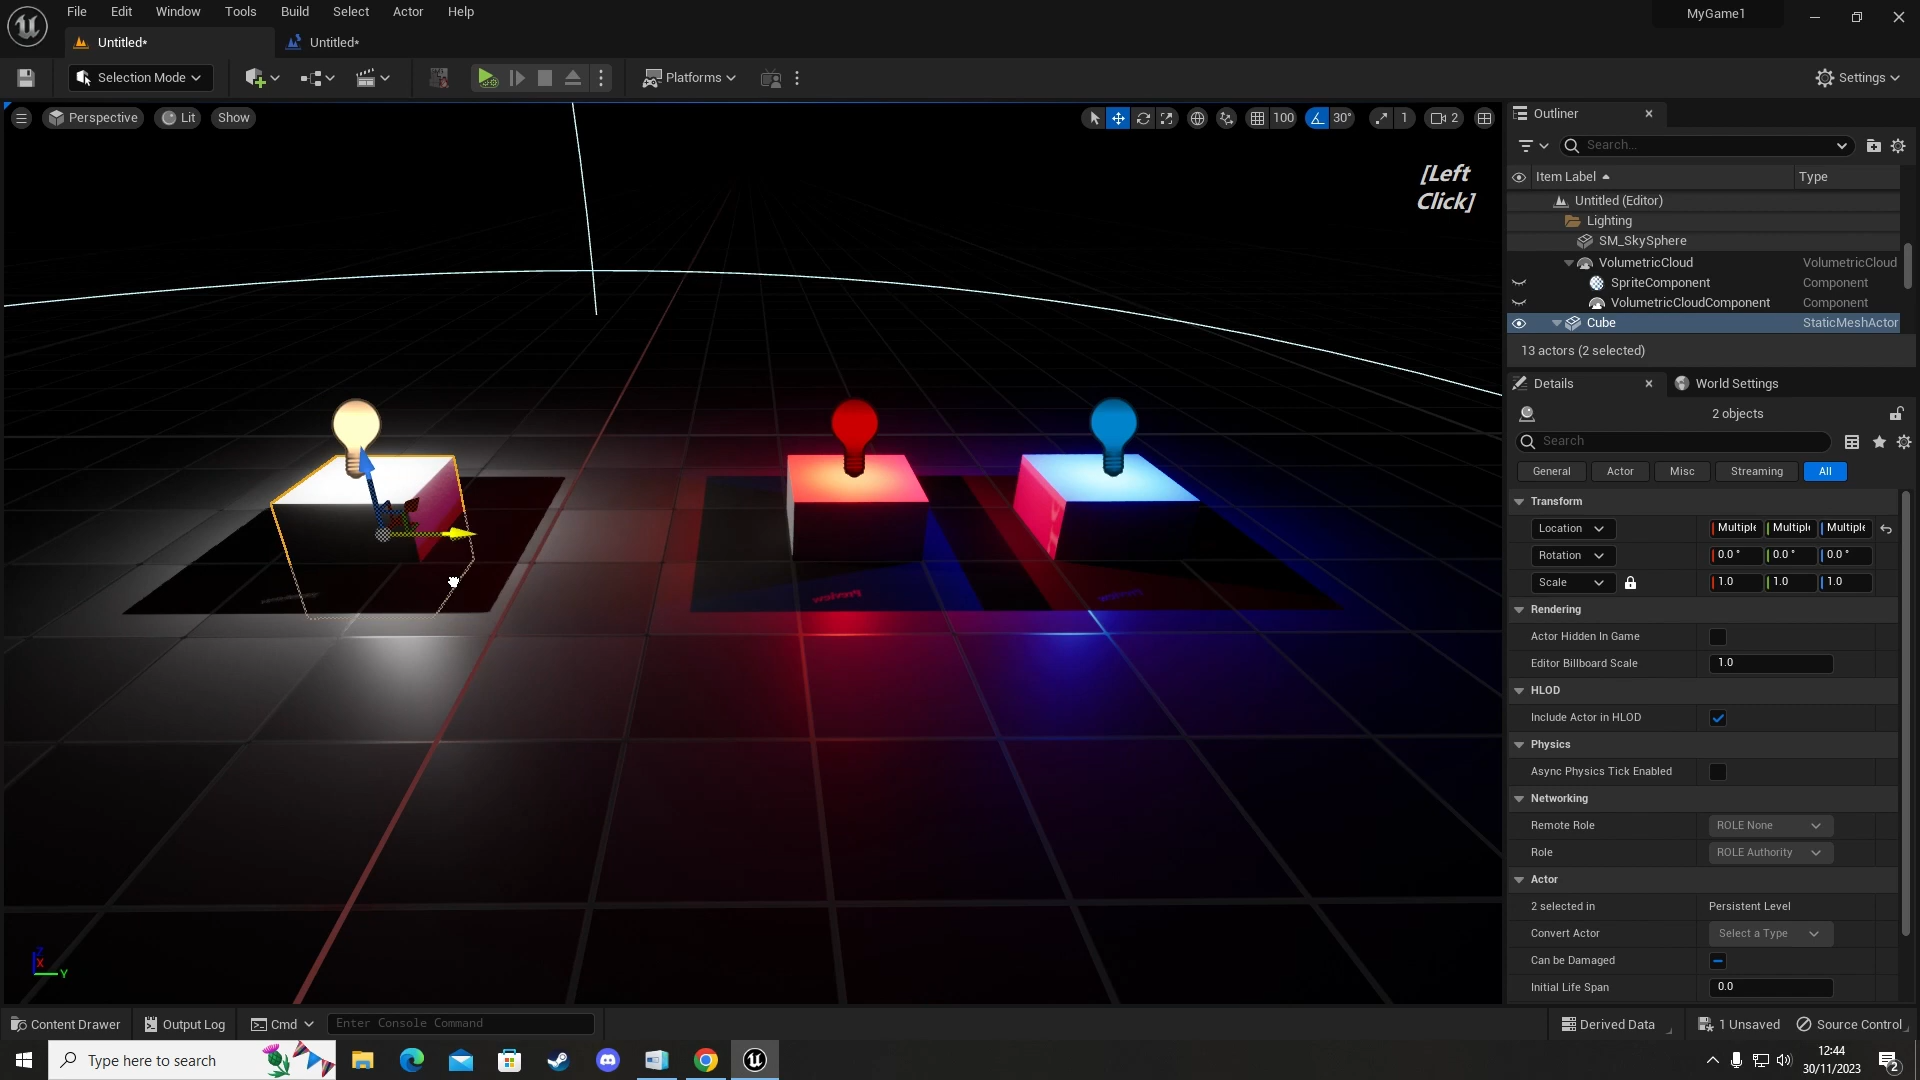 File Edit Window Tools Build Select Actor Help
MyGame1
Untitled*
Untitled*
Selection Mode
Platforms
Settings
Perspective
Lit
Show
100
30°
1
2
[Left
Click]
Outliner
Search...
Item Label
Type
Untitled (Editor)
Lighting
SM_SkySphere
VolumetricCloud
VolumetricCloud
SpriteComponent
Component
VolumetricCloudComponent
Component
Cube
StaticMeshActor
13 actors (2 selected)
Details
World Settings
2 objects
Search
General
Actor
Misc
Streaming
All
Transform
Location
Multiple
Multiple
Multiple
Rotation
0.0 °
0.0 °
0.0 °
Scale
1.0
1.0
1.0
Rendering
Actor Hidden In Game
Editor Billboard Scale
1.0
HLOD
Include Actor in HLOD
Physics
Async Physics Tick Enabled
Networking
Remote Role
ROLE None
Role
ROLE Authority
Actor
2 selected in
Persistent Level
Convert Actor
Select a Type
Can be Damaged
Initial Life Span
0.0
Preview
Z
X
Y
Content Drawer
Output Log
Cmd
Enter Console Command
Derived Data
1 Unsaved
Source Control
Type here to search
12:44
30/11/2023
2